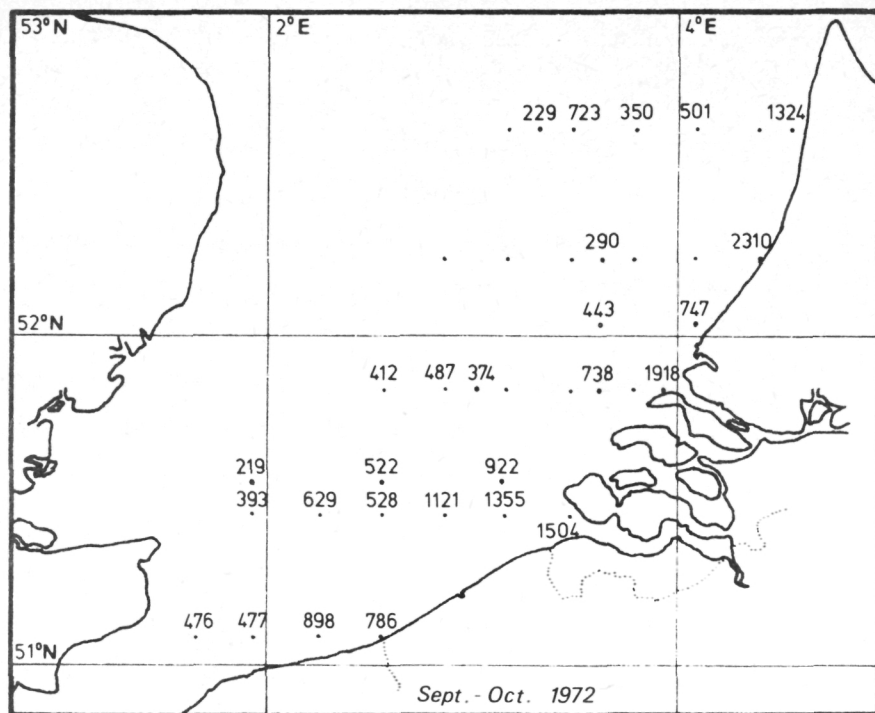 53°N 2°E 4°E
229 723 350 501 1324
290 2310
443 747
52°N
412 487 374 738 1918
219 522 922
393 629 528 1121 1355
1504
476 477 898 786
51°N
Sept.-Oct. 1972